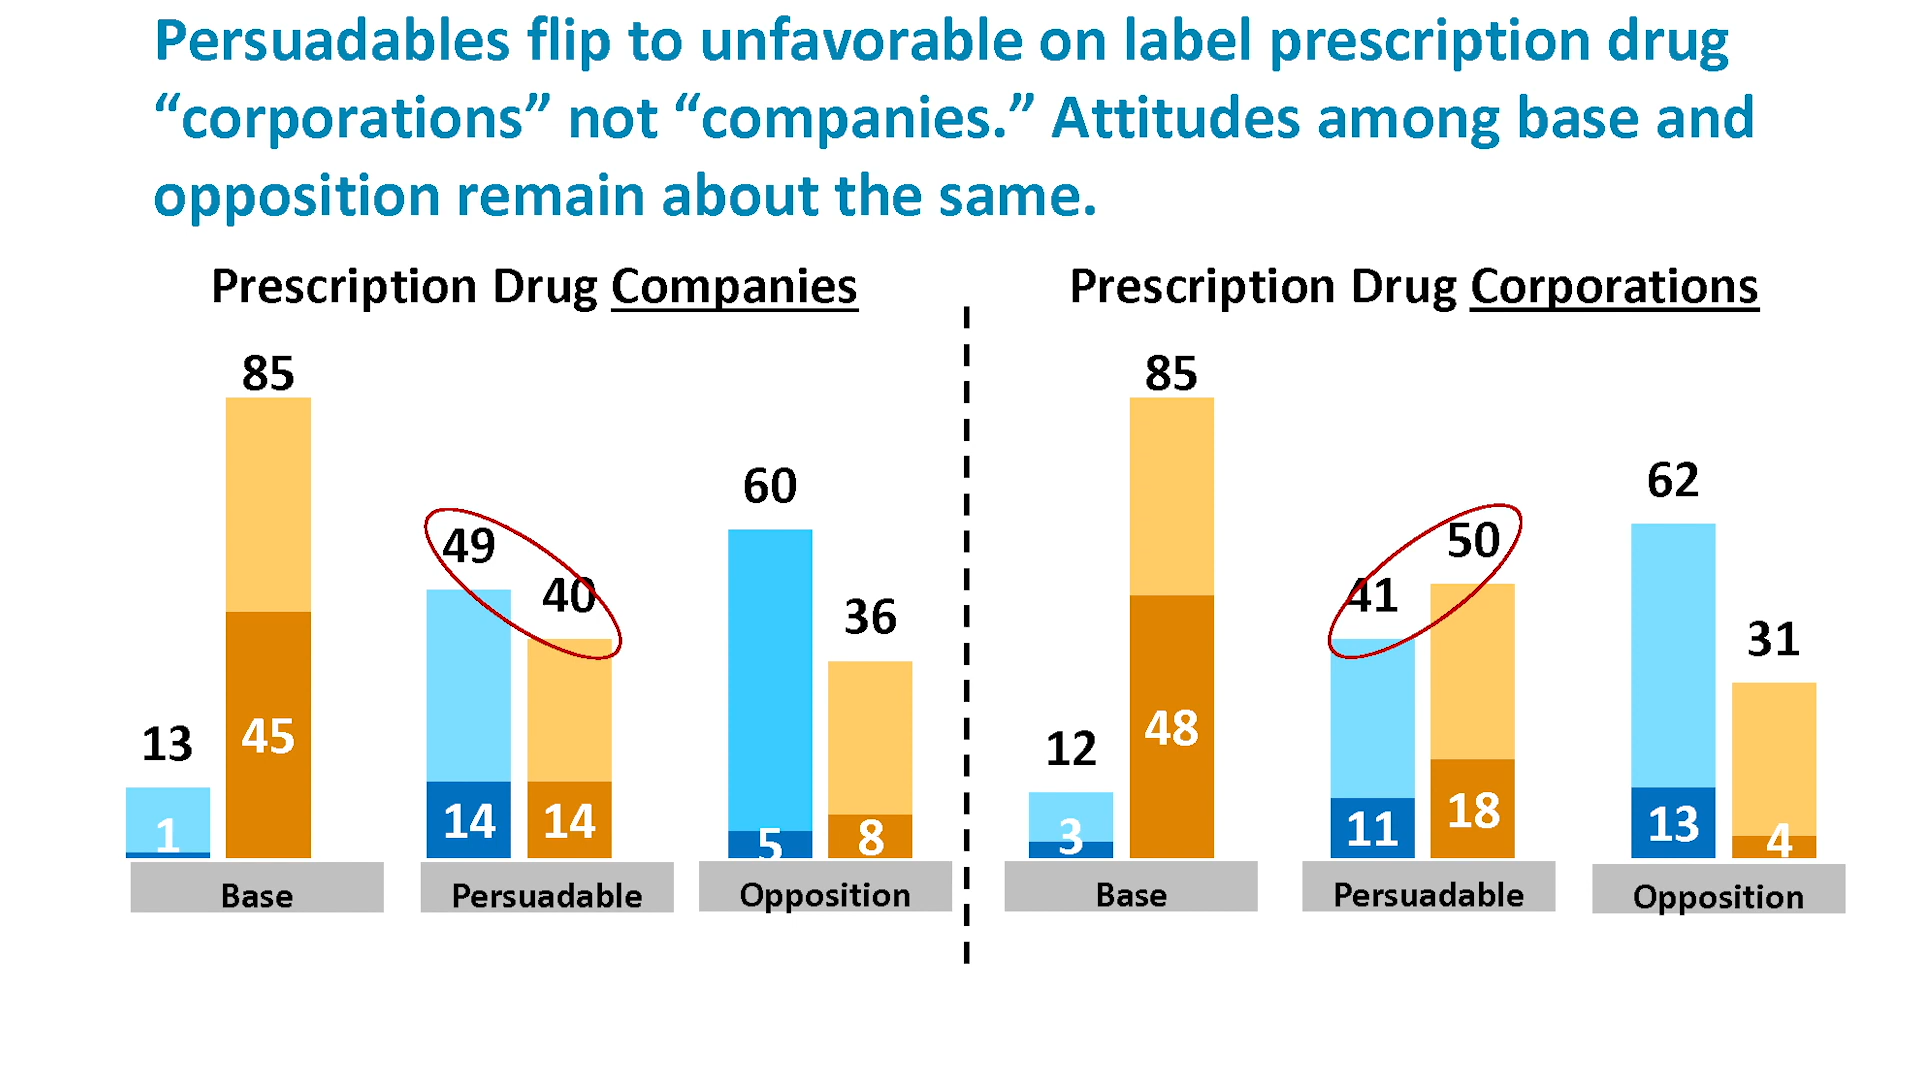 Persuadables flip to unfavorable on label prescription drug
“corporations” not “companies.” Attitudes among base and
opposition remain about the same.
Prescription Drug Companies
85
60
49
40
36
13
45
1
14
14
5
8
Base
Persuadable
Opposition
Prescription Drug Corporations
85
62
50
41
31
12
48
3
11
18
13
4
Base
Persuadable
Opposition